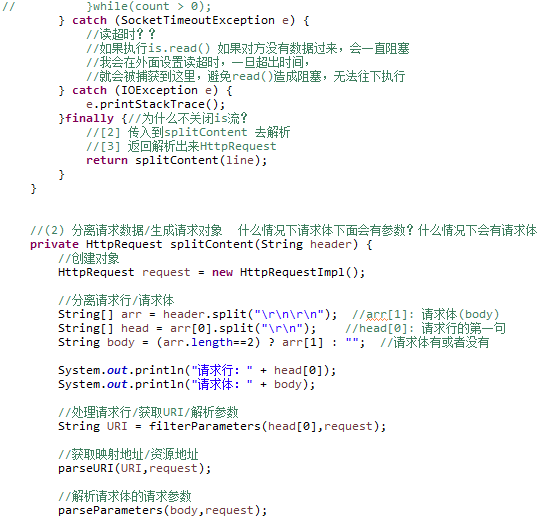 //        }while(count > 0);
} catch (SocketTimeoutException e) {
//读超时？？
//如果执行is.read() 如果对方没有数据过来，会一直阻塞
//我会在外面设置读超时，一旦超出时间，
//就会被捕获到这里，避免read()造成阻塞，无法往下执行
} catch (IOException e) {
e.printStackTrace();
}finally {//为什么不关闭is流？
//[2] 传入到splitContent 去解析
//[3] 返回解析出来HttpRequest
return splitContent(line);
}
}
//(2) 分离请求数据/生成请求对象   什么情况下请求体下面会有参数？什么情况下会有请求体
private HttpRequest splitContent(String header) {
//创建对象
HttpRequest request = new HttpRequestImpl();
//分离请求行/请求体
String[] arr = header.split("\r\n\r\n");  //arr[1]: 请求体(body)
String[] head = arr[0].split("\r\n");    //head[0]: 请求行的第一句
String body = (arr.length==2) ? arr[1] : "";  //请求体有或者没有
System.out.println("请求行: " + head[0]);
System.out.println("请求体: " + body);
//处理请求行/获取URI/解析参数
String URI = filterParameters(head[0],request);
//获取映射地址/资源地址
parseURI(URI,request);
//解析请求体的请求参数
parseParameters(body,request);